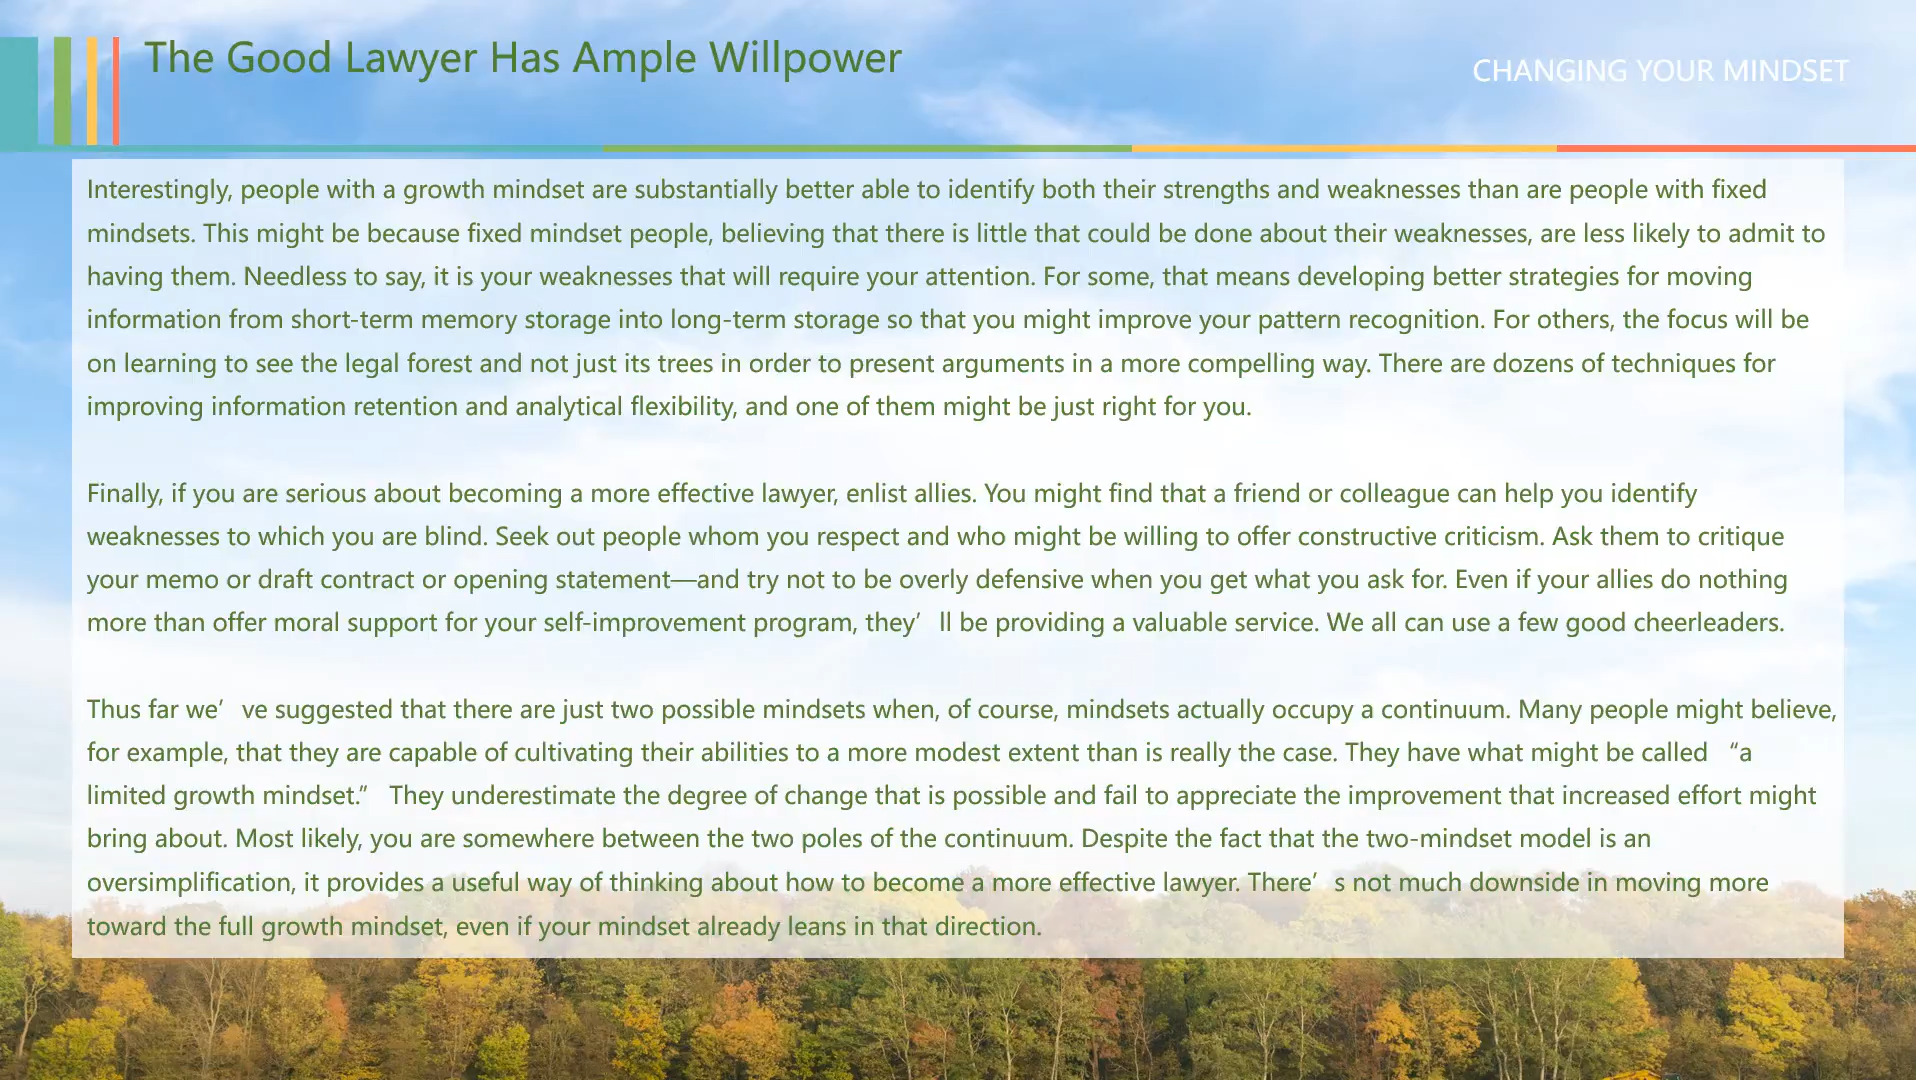 The Good Lawyer Has Ample Willpower
CHANGING YOUR MINDSET
Interestingly, people with a growth mindset are substantially better able to identify both their strengths and weaknesses than are people with fixed
mindsets. This might be because fixed mindset people, believing that there is little that could be done about their weaknesses, are less likely to admit to
having them. Needless to say, it is your weaknesses that will require your attention. For some, that means developing better strategies for moving
information from short-term memory storage into long-term storage so that you might improve your pattern recognition. For others, the focus will be
on learning to see the legal forest and not just its trees in order to present arguments in a more compelling way. There are dozens of techniques for
improving information retention and analytical flexibility, and one of them might be just right for you.
Finally, if you are serious about becoming a more effective lawyer, enlist allies. You might find that a friend or colleague can help you identify
weaknesses to which you are blind. Seek out people whom you respect and who might be willing to offer constructive criticism. Ask them to critique
your memo or draft contract or opening statement—and try not to be overly defensive when you get what you ask for. Even if your allies do nothing
more than offer moral support for your self-improvement program, they’ ll be providing a valuable service. We all can use a few good cheerleaders.
Thus far we’ ve suggested that there are just two possible mindsets when, of course, mindsets actually occupy a continuum. Many people might believe,
for example, that they are capable of cultivating their abilities to a more modest extent than is really the case. They have what might be called “a
limited growth mindset.” They underestimate the degree of change that is possible and fail to appreciate the improvement that increased effort might
bring about. Most likely, you are somewhere between the two poles of the continuum. Despite the fact that the two-mindset model is an
oversimplification, it provides a useful way of thinking about how to become a more effective lawyer. There’ s not much downside in moving more
toward the full growth mindset, even if your mindset already leans in that direction.